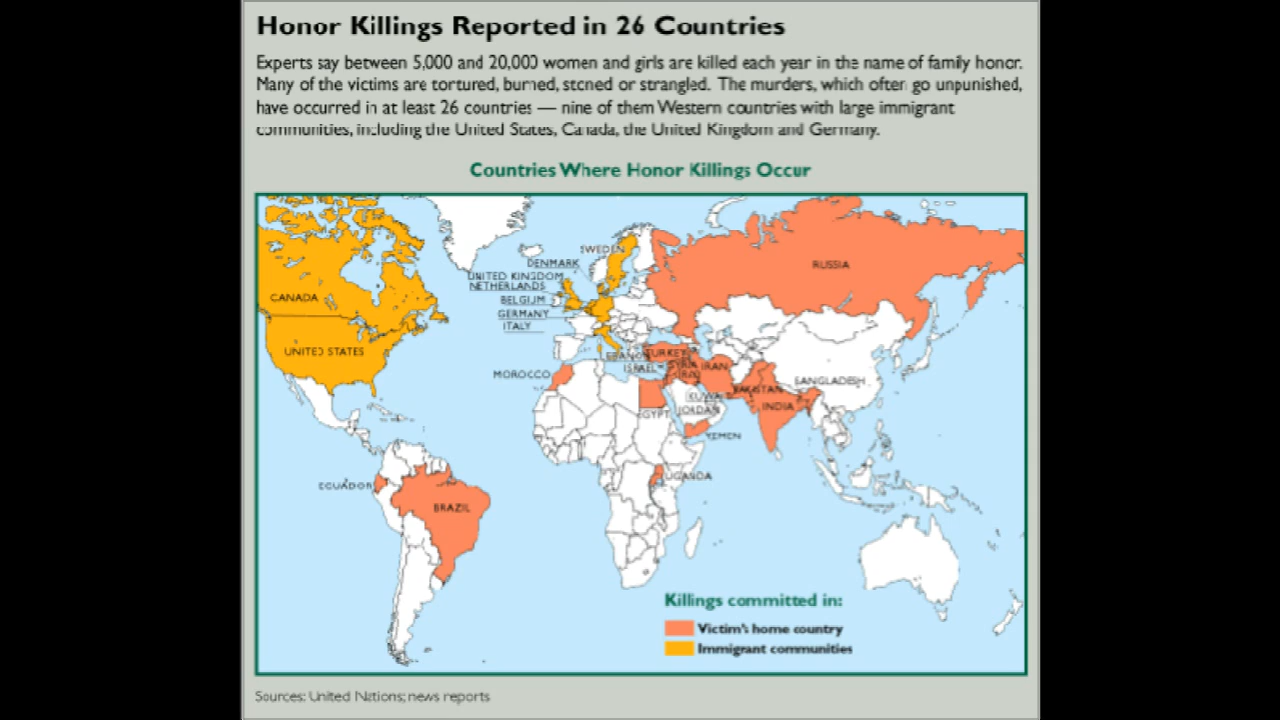 Honor Killings Reported in 26 Countries
Experts say between 5,000 and 20,000 women and girls are killed each year in the name of family honor.
Many of the victims are tortured, burned, stoned or strangled. The murders, which often go unpunished,
have occurred in at least 26 countries — nine of them Western countries with large immigrant
communities, including the United States, Canada, the United Kingdom and Germany.
Countries Where Honor Killings Occur
SWEDEN
DENMARK
RUSSIA
UNITED KINGDOM
NETHERLANDS
CANADA
BELGIUM
GERMANY
ITALY
UNITED STATES
LEBANON
TURKEY
ISRAEL
SYRIA
IRAN
MOROCCO
IRAQ
BANGLADESH
PAKISTAN
KUWAIT
INDIA
EGYPT
JORDAN
YEMEN
UGANDA
ECUADOR
BRAZIL
Killings committed in:
Victim's home country
Immigrant communities
Sources: United Nations; news reports